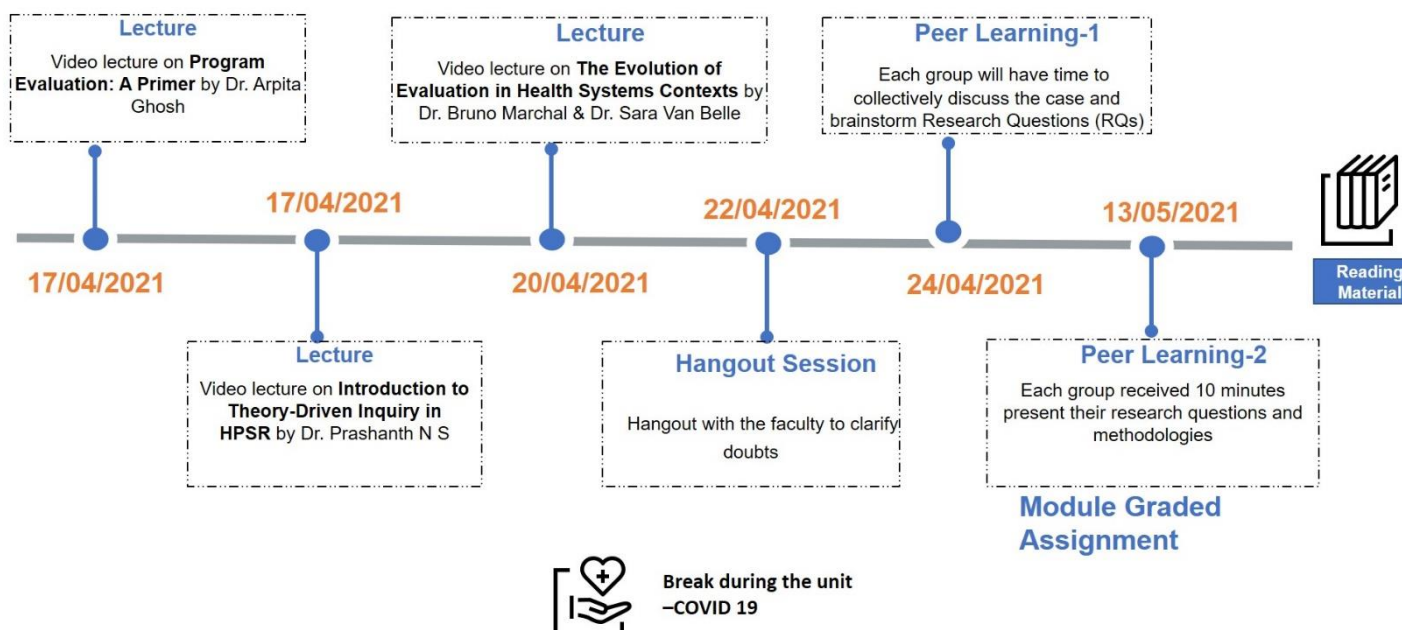 Lecture
Video lecture on Program
Evaluation: A Primer by Dr. Arpita
Ghosh
Lecture
Video lecture on The Evolution of
Evaluation in Health Systems Contexts by
Dr. Bruno Marchal & Dr. Sara Van Belle
Peer Learning-1
Each group will have time to
collectively discuss the case and
brainstorm Research Questions (RQs)
17/04/2021
22/04/2021
13/05/2021
17/04/2021
20/04/2021
24/04/2021
Reading
Material
Lecture
Video lecture on Introduction to
Theory-Driven Inquiry in
HPSR by Dr. Prashanth N S
Hangout Session
Hangout with the faculty to clarify
doubts
Peer Learning-2
Each group received 10 minutes
present their research questions and
methodologies
Module Graded
Assignment
Break during the unit
–COVID 19